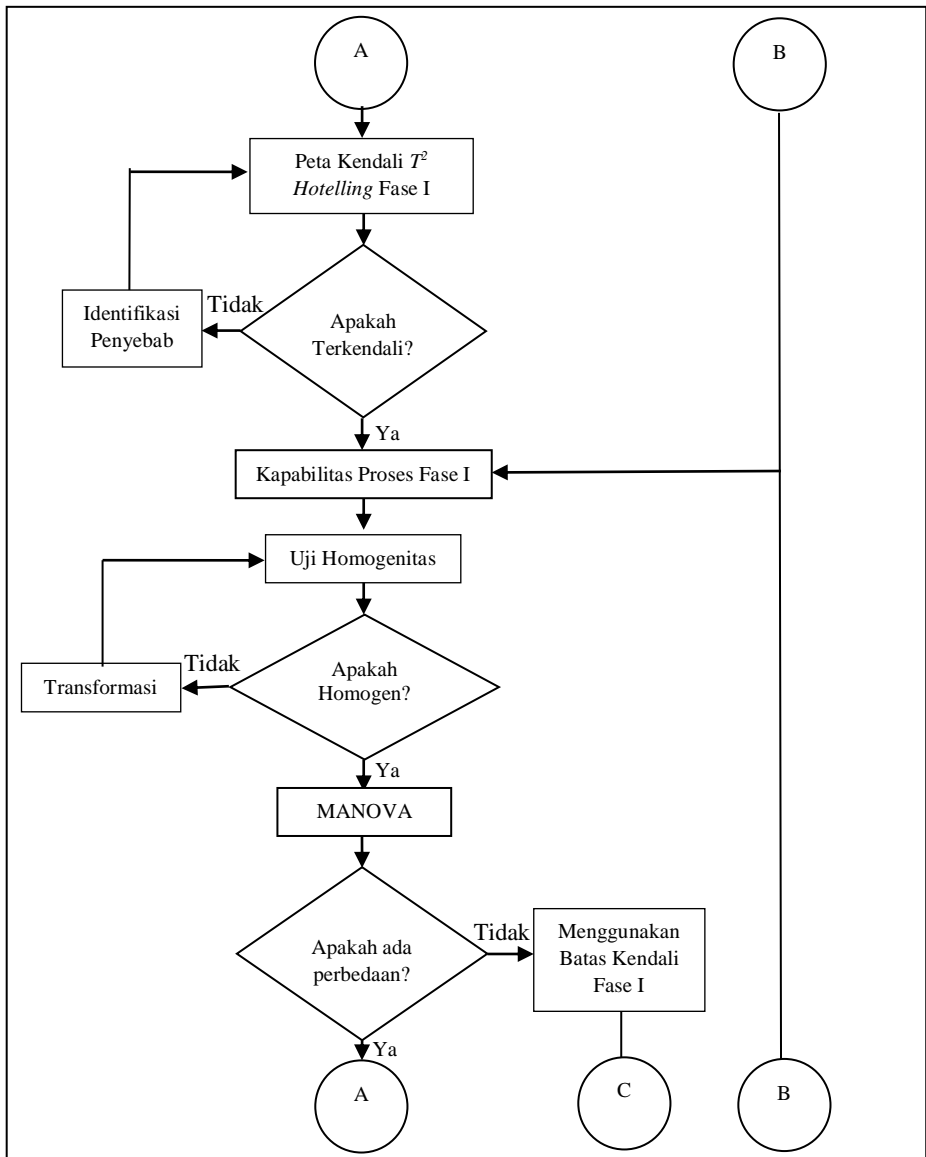 A
B
Peta Kendali T²
Hotelling Fase I
Tidak
Identifikasi
Penyebab
Apakah
Terkendali?
Ya
Kapabilitas Proses Fase I
Uji Homogenitas
Tidak
Transformasi
Apakah
Homogen?
Ya
MANOVA
Apakah ada
perbedaan?
Tidak
Menggunakan
Batas Kendali
Fase I
Ya
A
C
B